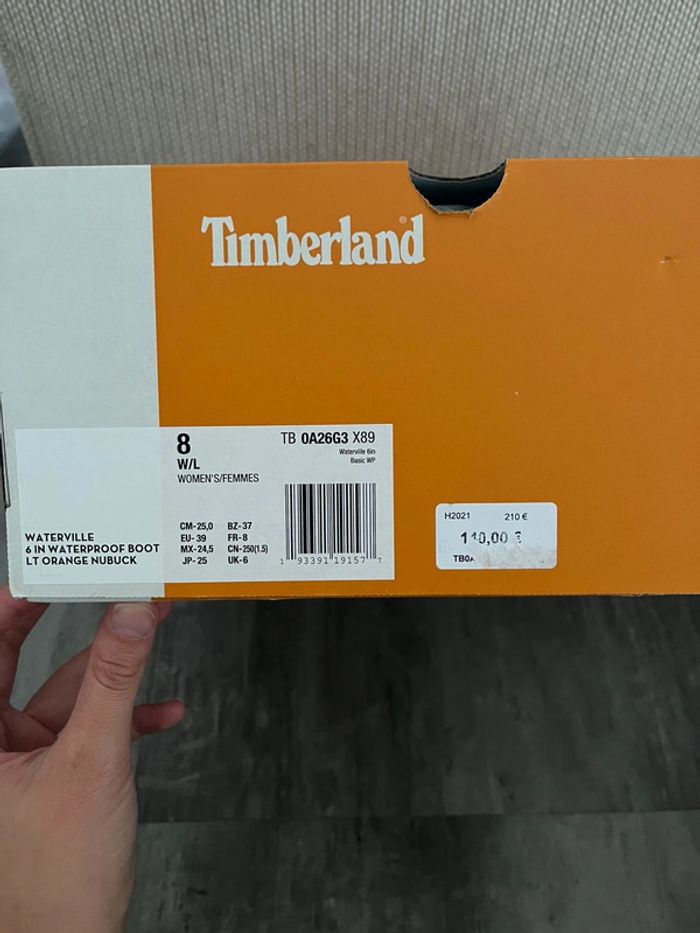 Timberland®
8
W/L
WOMEN'S/FEMMES
TB 0A26G3 X89
Waterville 6in
Basic WP
CM-25,0 BZ-37
EU-39 FR-8
MX-24,5 CN-250(1.5)
JP-25 UK-6
1 93391 19157 7
WATERVILLE
6 IN WATERPROOF BOOT
LT ORANGE NUBUCK
H2021 210 €